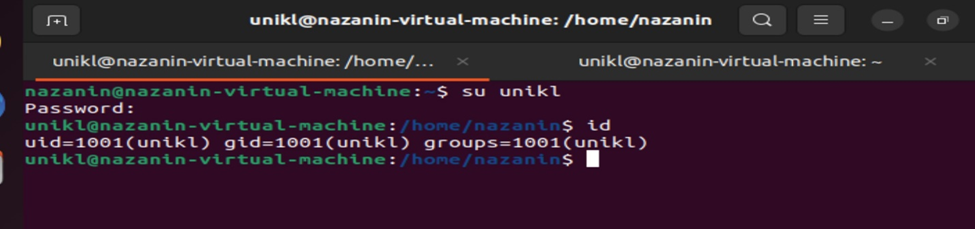 unikl@nazanin-virtual-machine: /home/nazanin
unikl@nazanin-virtual-machine: /home/... × unikl@nazanin-virtual-machine: ~ ×
nazanin@nazanin-virtual-machine:~$ su unikl
Password:
unikl@nazanin-virtual-machine:/home/nazanin$ id
uid=1001(unikl) gid=1001(unikl) groups=1001(unikl)
unikl@nazanin-virtual-machine:/home/nazanin$